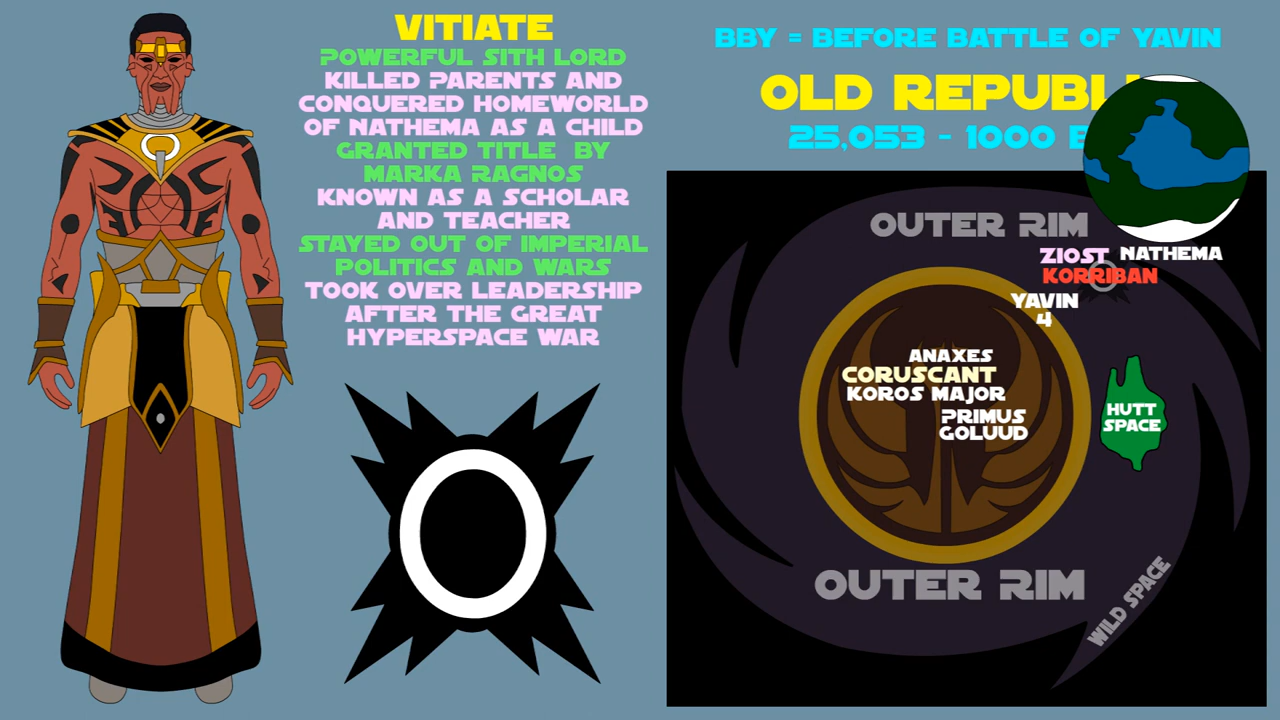 VITIATE
POWERFUL SITH LORD
KILLED PARENTS AND
CONQUERED HOMEWORLD
OF NATHEMA AS A CHILD
GRANTED TITLE BY
MARKA RAGNOS
KNOWN AS A SCHOLAR
AND TEACHER
STAYED OUT OF IMPERIAL
POLITICS AND WARS
TOOK OVER LEADERSHIP
AFTER THE GREAT
HYPERSPACE WAR
BBY = BEFORE BATTLE OF YAVIN
OLD REPUBLI
25,053 - 1000 B
OUTER RIM
ZIOST
NATHEMA
KORRIBAN
YAVIN
4
ANAXES
CORUSCANT
KOROS MAJOR
PRIMUS
GOLUUD
HUTT
SPACE
OUTER RIM
WILD SPACE